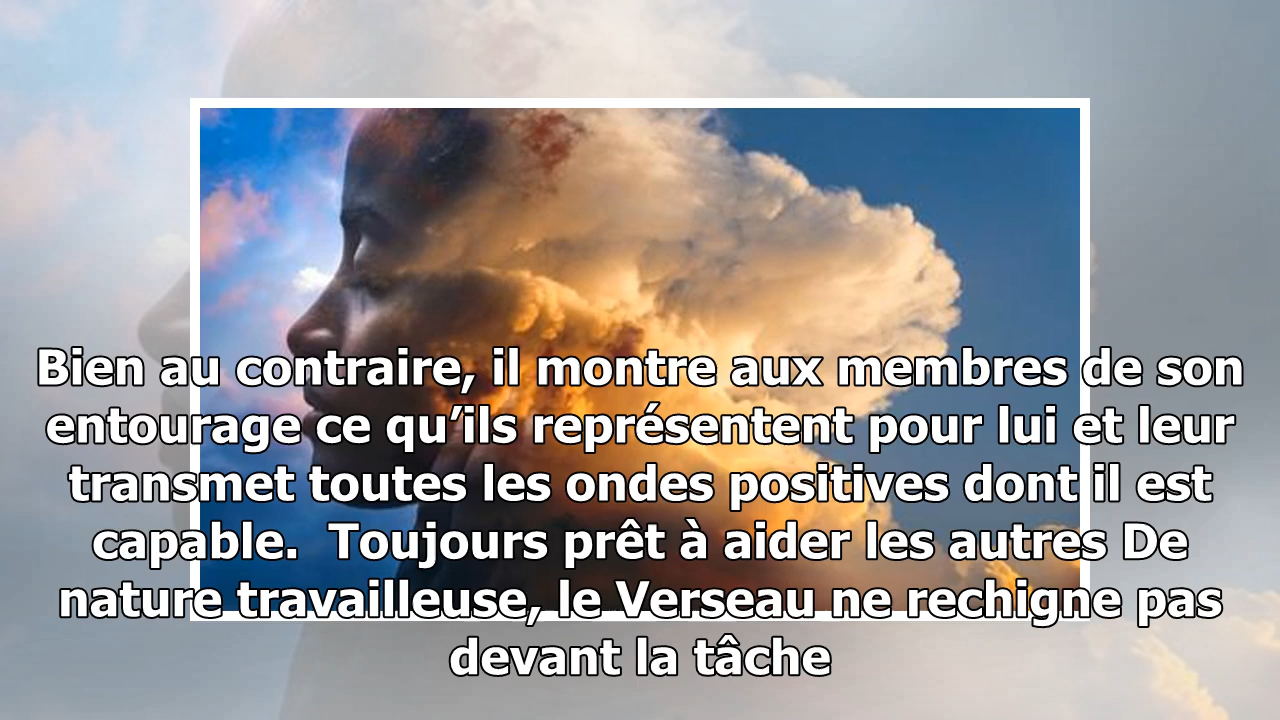 Bien au contraire, il montre aux membres de son
entourage ce qu’ils représentent pour lui et leur
transmet toutes les ondes positives dont il est
capable.  Toujours prêt à aider les autres De
nature travailleuse, le Verseau ne rechigne pas
devant la tâche